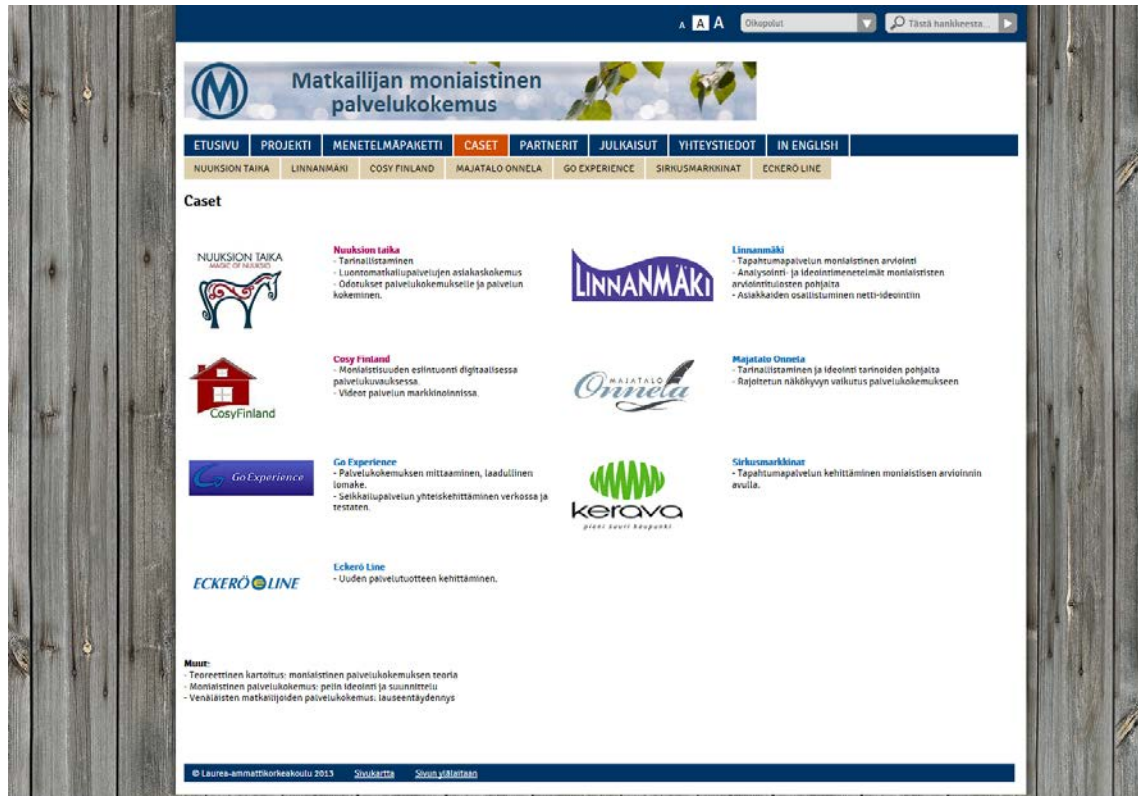 A A A Oikopolut Tästä hankkeesta...
M
Matkailijan moniaistinen
palvelukokemus
ETUSIVU PROJEKTI MENETELMÄPAKETTI CASET PARTNERIT JULKAISUT YHTEYSTIEDOT IN ENGLISH
NUUKSION TAIKA LINNANMÄKI COSY FINLAND MAJATALO ONNELA GO EXPERIENCE SIRKUSMARKKINAT ECKERÖ LINE
Caset
NUUKSION TAIKA
MAGIC OF NUUKSIO
Nuuksion taika
- Tarinallistaminen
- Luontomatkailupalvelujen asiakaskokemus
- Odotukset palvelukokemukselle ja palvelun
kokeminen.
LINNANMÄKI
Linnanmäki
- Tapahtumapalvelun moniaistinen arviointi
- Analysointi- ja ideointimenetelmät moniaististen
arviointitulosten pohjalta
- Asiakkaiden osallistuminen netti-ideointiin
CosyFinland
Cosy Finland
- Moniaistisuuden esiintuonti digitaalisessa
palvelukuvauksessa.
- Videot palvelun markkinoinnissa.
MAJATALO
Onnela
Majatalo Onnela
- Tarinallistaminen ja ideointi tarinoiden pohjalta
- Rajoitetun näkökyvyn vaikutus palvelukokemukseen
Go Experience
Go Experience
- Palvelukokemuksen mittaaminen, laadullinen
lomake.
- Seikkailupalvelun yhteiskehittäminen verkossa ja
testaten.
kerava
pieni suuri kaupunki
Sirkusmarkkinat
- Tapahtumapalvelun kehittäminen moniaistisen arvioinnin
avulla.
ECKERÖ LINE
Eckerö Line
- Uuden palvelutuotteen kehittäminen.
Muut:
- Teoreettinen kartoitus: moniaistinen palvelukokemuksen teoria
- Moniaistinen palvelukokemus: pelin ideointi ja suunnittelu
- Venäläisten matkailijoiden palvelukokemus: lauseentäydennys
© Laurea-ammattikorkeakoulu 2013 Sivukartta Sivun ylälaitaan